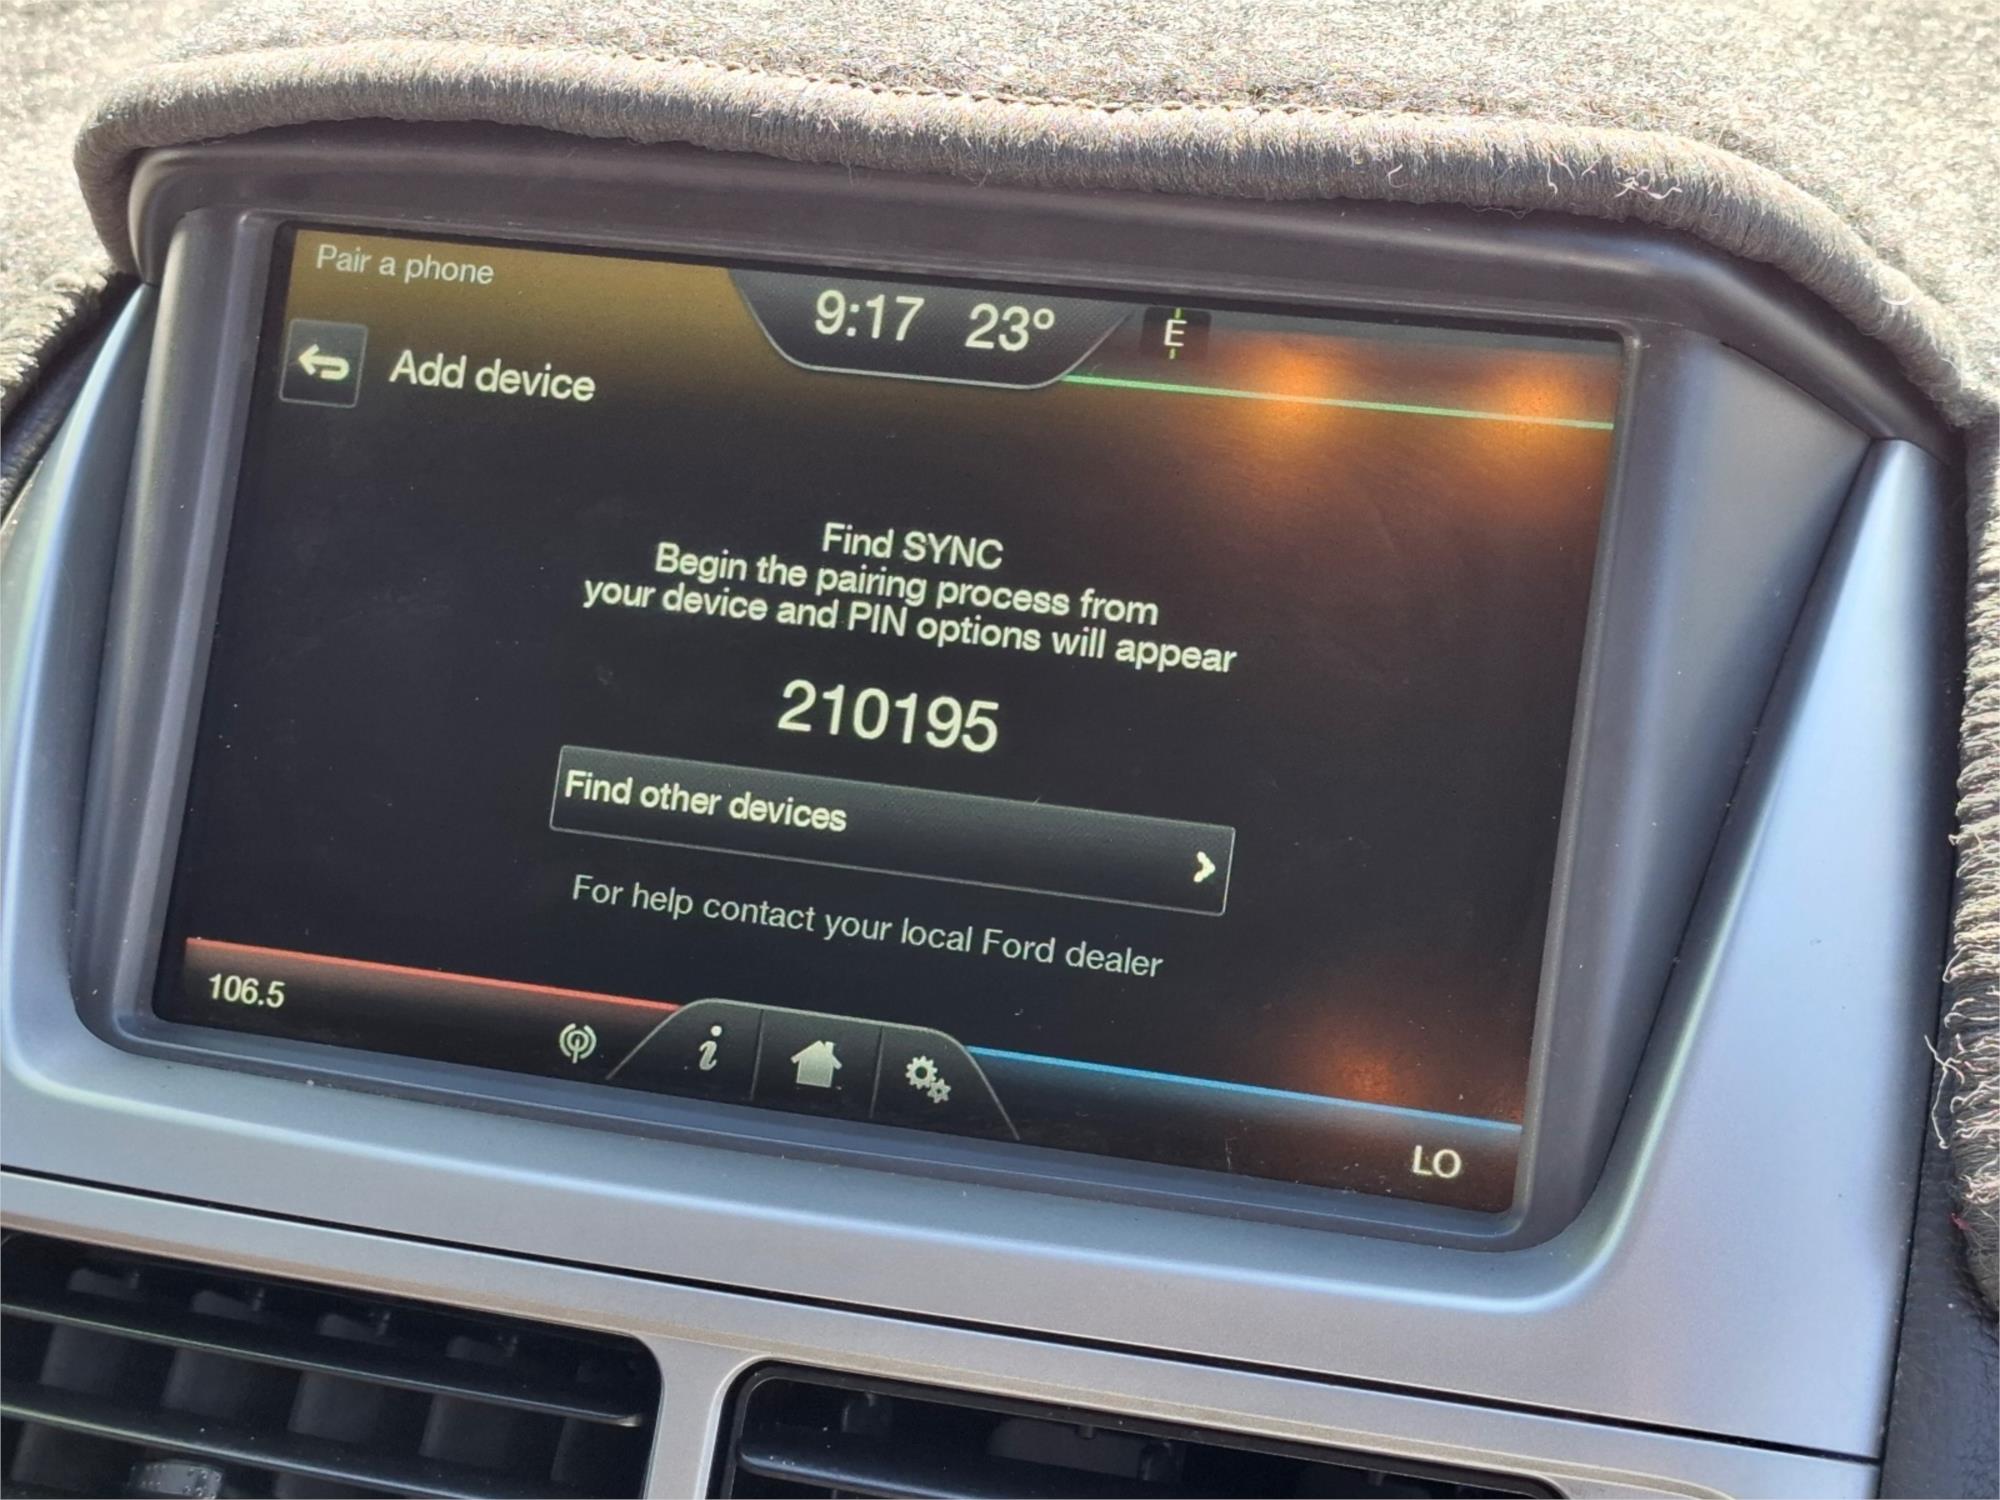 Pair a phone
9:17 23°
E
Add device
Find SYNC
Begin the pairing process from
your device and PIN options will appear
210195
Find other devices
For help contact your local Ford dealer
106.5
i
LO